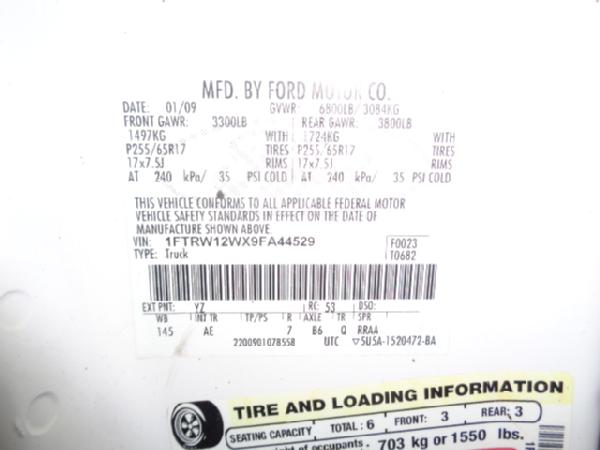 MFD. BY FORD MOTOR CO.
DATE: 01/09 GVWR: 6800LB/ 3084KG
FRONT GAWR: 3300LB REAR GAWR: 3800LB
1497KG WITH 1724KG WITH
P255/65R17 TIRES P255/65R17 TIRES
17x7.5J RIMS 17x7.5J RIMS
AT 240 kPa/ 35 PSI COLD AT 240 kPa/ 35 PSI COLD
THIS VEHICLE CONFORMS TO ALL APPLICABLE FEDERAL MOTOR
VEHICLE SAFETY STANDARDS IN EFFECT ON THE DATE OF
MANUFACTURE SHOWN ABOVE.
VIN: 1FTRW12WX9FA44529 F0023
TYPE: Truck T0682
EXT PNT: YZ RC: 53 DSO:
WB INT TR TP/PS R AXLE TR SPR
145 AE 7 B6 Q RRAA
2200901078558 UTC ▽5U5A-1520472-BA
TIRE AND LOADING INFORMATION
SEATING CAPACITY TOTAL: 6 FRONT: 3 REAR: 3
of occupants. 703 kg or 1550 lbs.